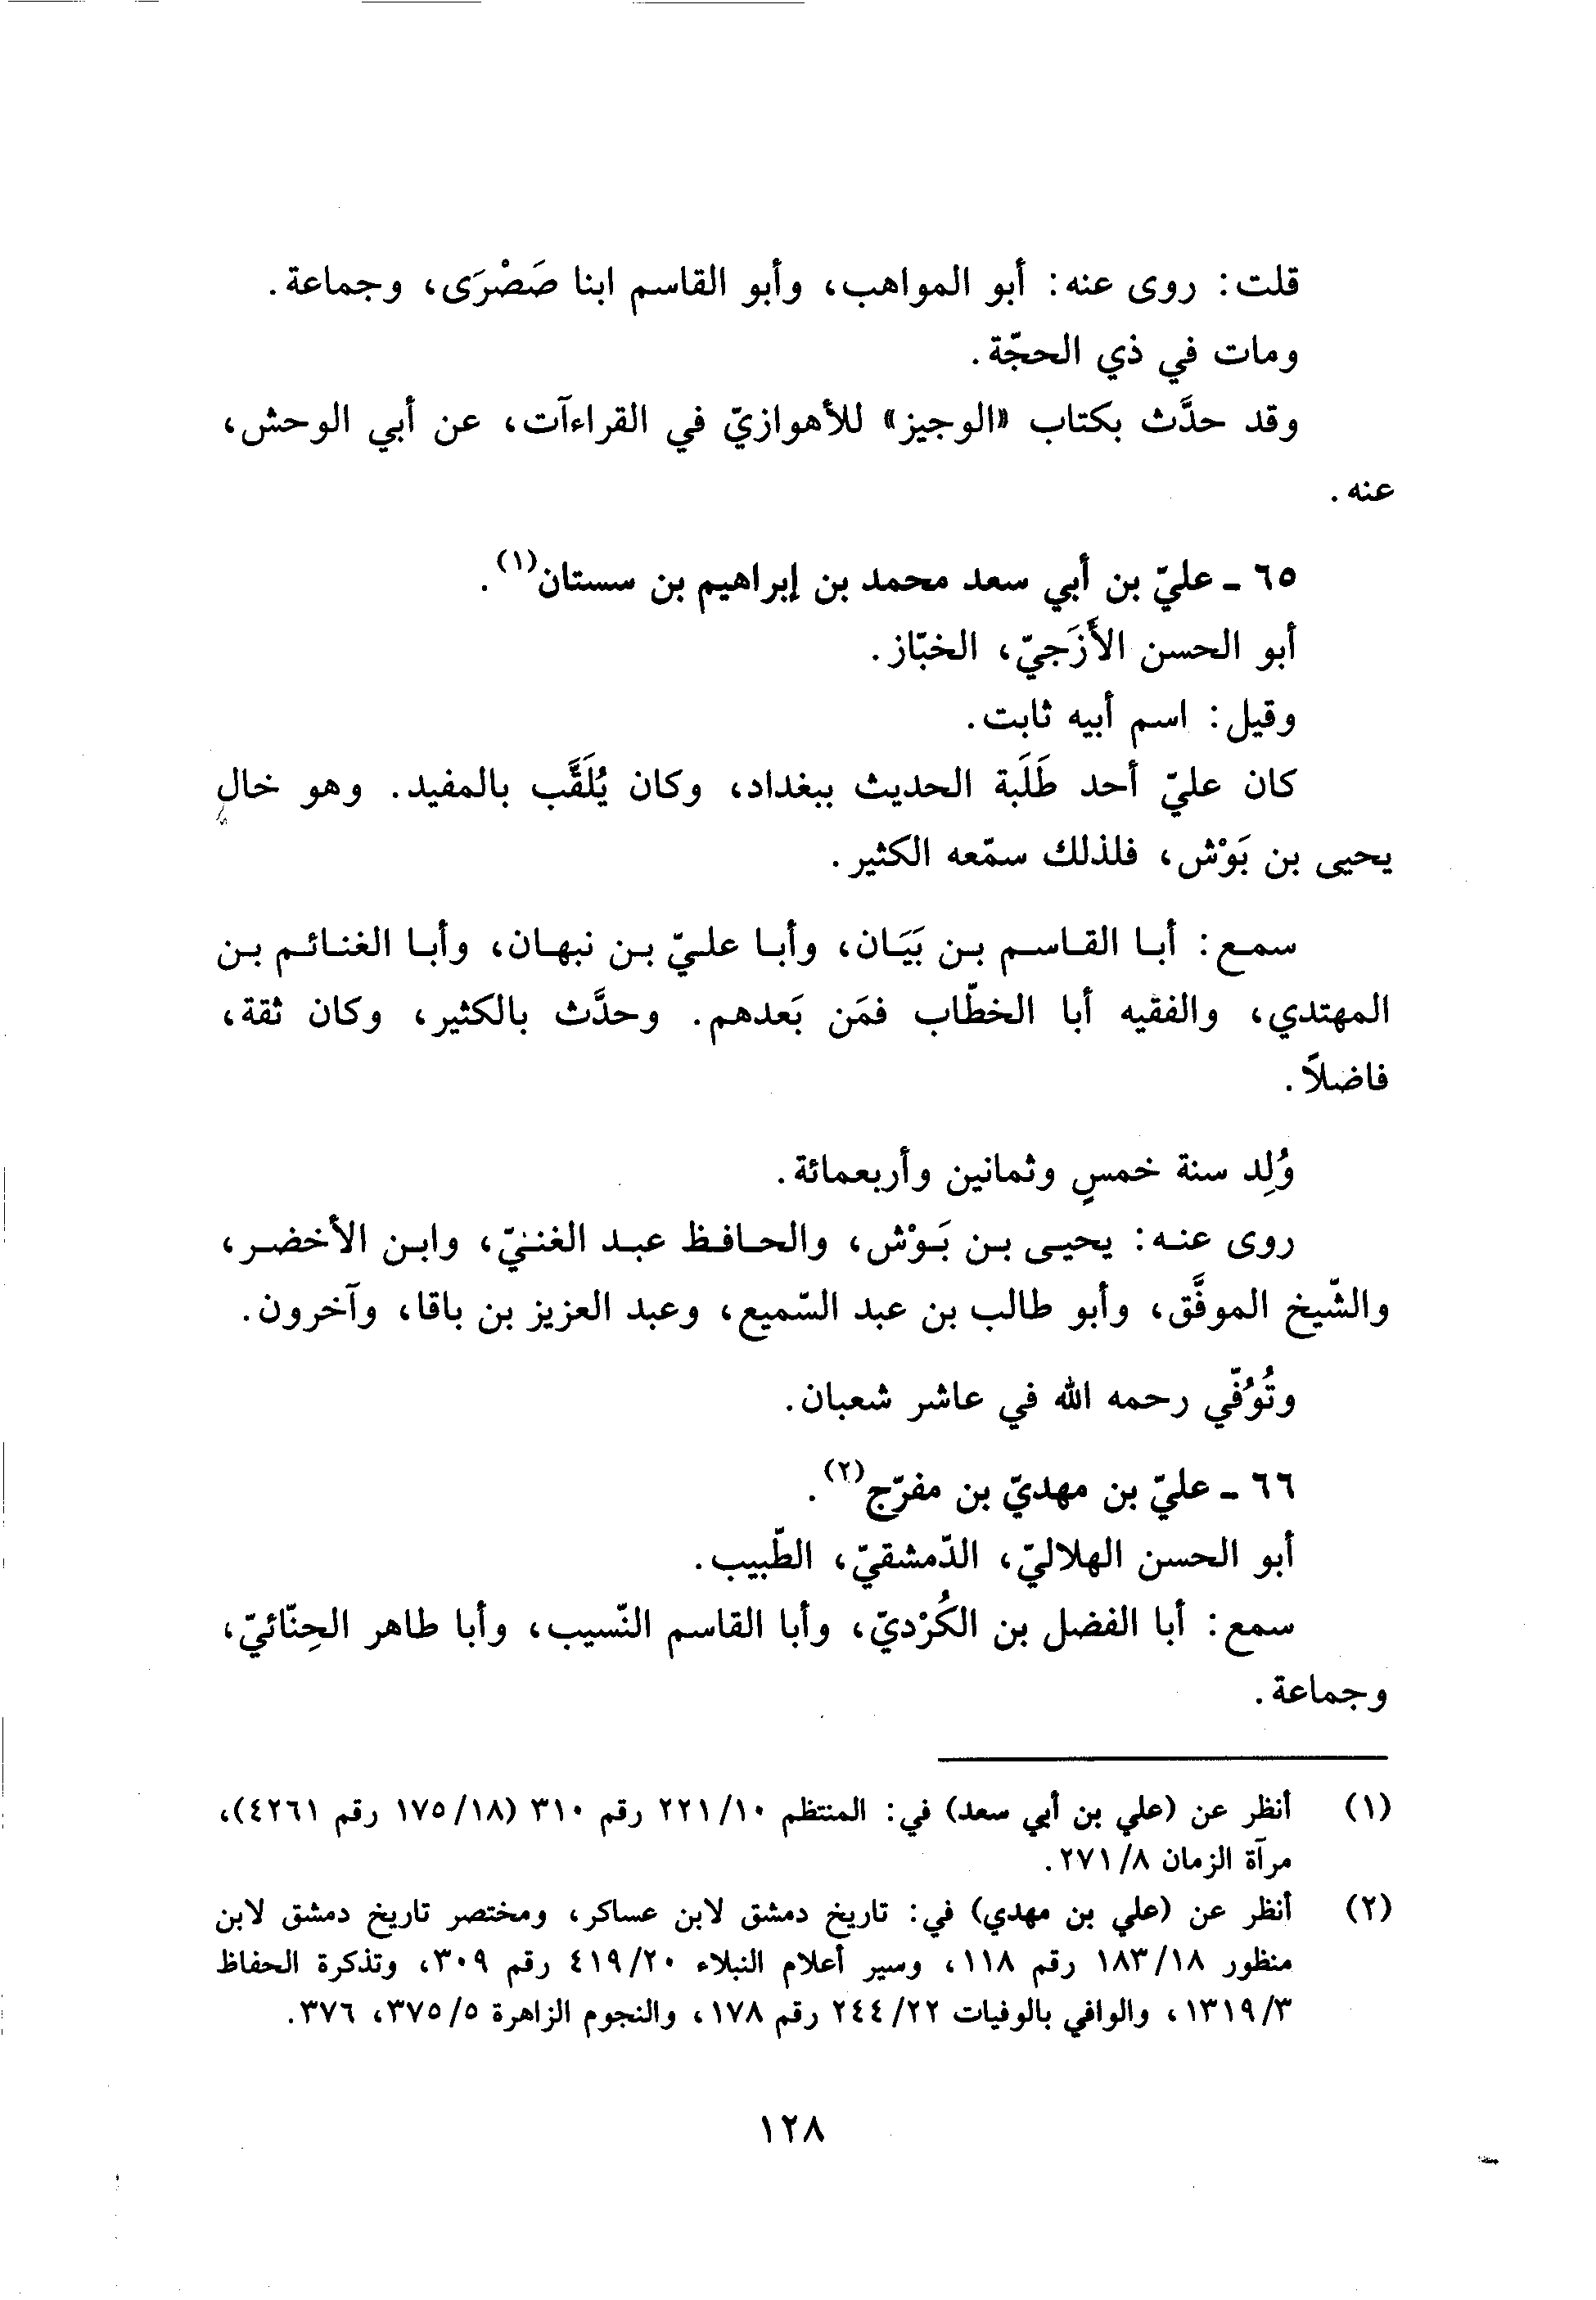 قلت: روى عنه: أبو المواهب، وأبو القاسم ابنا صَصْرَى، وجماعة.
ومات في ذي الحجّة.
وقد حدَّث بكتاب «الوجيز» للأهوازيّ في القراءآت، عن أبي الوحش،
عنه.
٦٥ - عليّ بن أبي سعد محمد بن إبراهيم بن سستان(١).
أبو الحسن الأَزَجيّ، الخبّاز.
وقيل: اسم أبيه ثابت.
كان عليّ أحد طَلَبة الحديث ببغداد، وكان يُلَقَّب بالمفيد. وهو خال
يحيى بن بَوْش، فلذلك سمّعه الكثير.
سمع: أبا القاسم بن بَيَان، وأبا عليّ بن نبهان، وأبا الغنائم بن
المهتدي، والفقيه أبا الخطّاب فمَن بَعدهم. وحدَّث بالكثير، وكان ثقة،
فاضلاً.
وُلِد سنة خمسٍ وثمانين وأربعمائة.
روى عنه: يحيى بن بَوْش، والحافظ عبد الغنيّ، وابن الأخضر،
والشّيخ الموفَّق، وأبو طالب بن عبد السّميع، وعبد العزيز بن باقا، وآخرون.
وتُوُفّي رحمه الله في عاشر شعبان.
٦٦ - عليّ بن مهديّ بن مفرّج(٢).
أبو الحسن الهلاليّ، الدّمشقيّ، الطّبيب.
سمع: أبا الفضل بن الكُرْديّ، وأبا القاسم النّسيب، وأبا طاهر الحِنّائيّ،
وجماعة.
(١) أنظر عن (علي بن أبي سعد) في: المنتظم ٢٢١/١٠ رقم ٣١٠ (١٧٥/١٨ رقم ٤٢٦١)،
مرآة الزمان ٢٧١/٨.
(٢) أنظر عن (علي بن مهدي) في: تاريخ دمشق لابن عساكر، ومختصر تاريخ دمشق لابن
منظور ١٨٣/١٨ رقم ١١٨، وسير أعلام النبلاء ٤١٩/٢٠ رقم ٣٠٩، وتذكرة الحفاظ
١٣١٩/٣، والوافي بالوفيات ٢٤٤/٢٢ رقم ١٧٨، والنجوم الزاهرة ٣٧٥/٥، ٣٧٦.
١٢٨